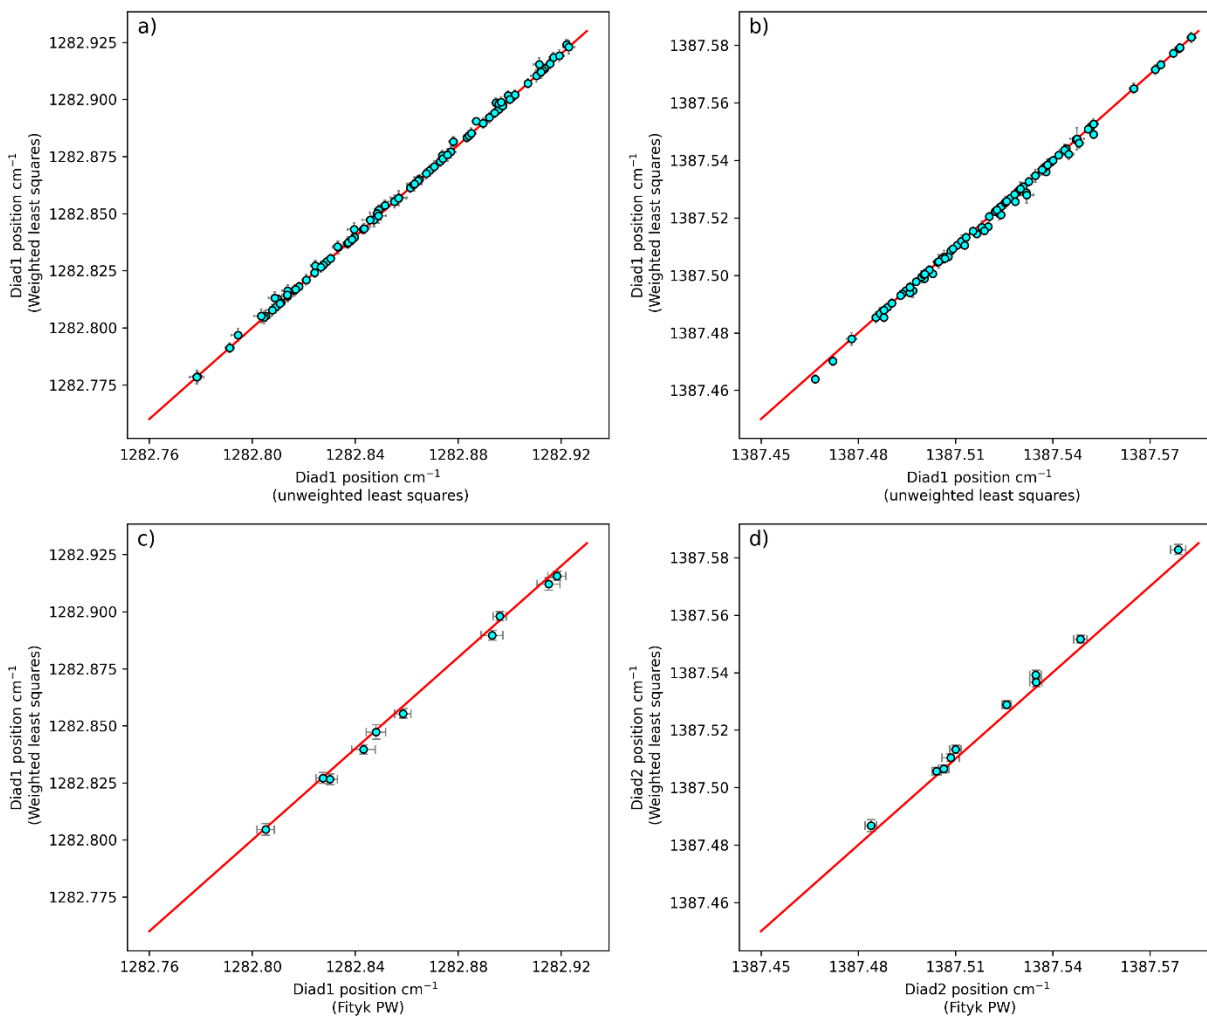 a)
1282.925
1282.900
1282.875
1282.850
1282.825
1282.800
1282.775
Diad1 position cm⁻¹
(Weighted least squares)
1282.76
1282.80
1282.84
1282.88
1282.92
Diad1 position cm⁻¹
(unweighted least squares)
b)
1387.58
1387.56
1387.54
1387.52
1387.50
1387.48
1387.46
Diad1 position cm⁻¹
(Weighted least squares)
1387.45
1387.48
1387.51
1387.54
1387.57
Diad1 position cm⁻¹
(unweighted least squares)
c)
1282.925
1282.900
1282.875
1282.850
1282.825
1282.800
1282.775
Diad1 position cm⁻¹
(Weighted least squares)
1282.76
1282.80
1282.84
1282.88
1282.92
Diad1 position cm⁻¹
(Fityk PW)
d)
1387.58
1387.56
1387.54
1387.52
1387.50
1387.48
1387.46
Diad2 position cm⁻¹
(Weighted least squares)
1387.45
1387.48
1387.51
1387.54
1387.57
Diad2 position cm⁻¹
(Fityk PW)